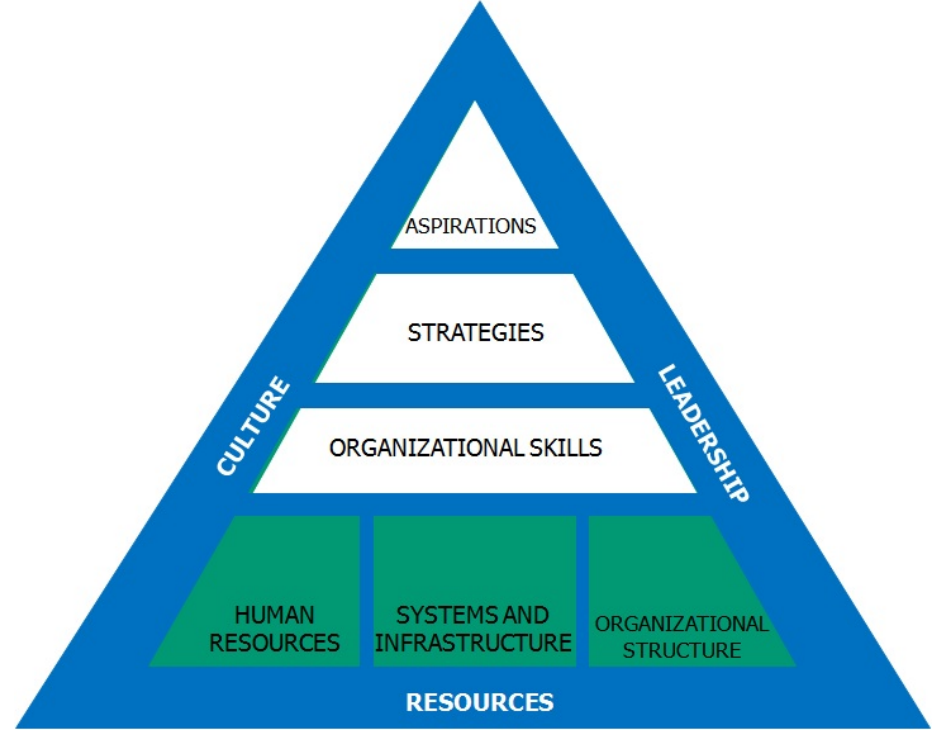 ASPIRATIONS
STRATEGIES
CULTURE
LEADERSHIP
ORGANIZATIONAL SKILLS
HUMAN
RESOURCES
SYSTEMS AND
INFRASTRUCTURE
ORGANIZATIONAL
STRUCTURE
RESOURCES